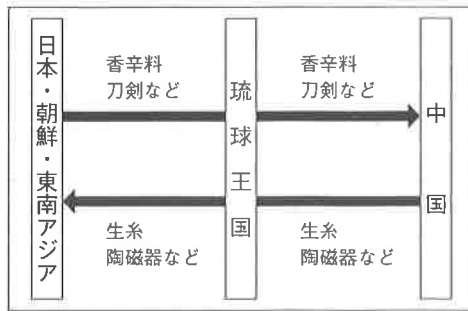 日本・朝鮮・東南アジア
香辛料
刀剣など
生糸
陶磁器など
琉球王国
香辛料
刀剣など
生糸
陶磁器など
中国